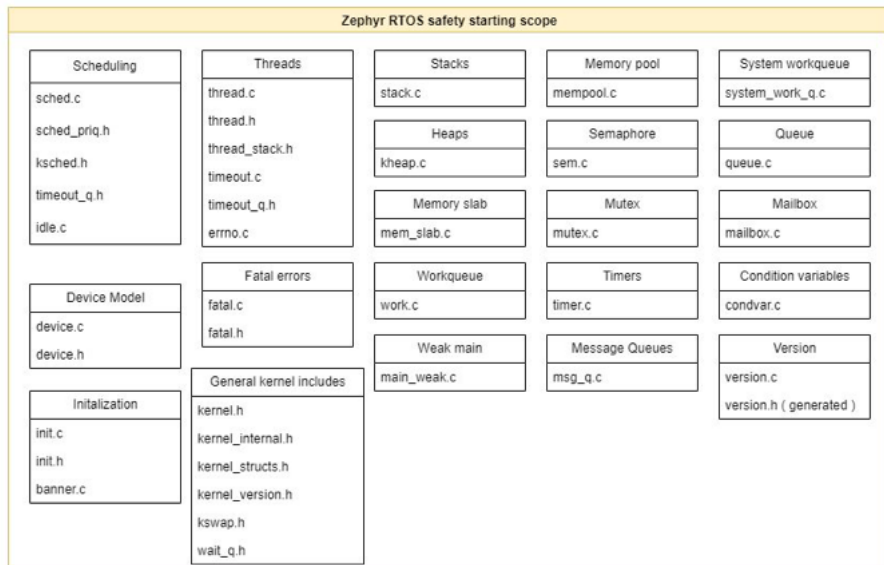 Zephyr RTOS safety starting scope
Scheduling
sched.c
sched_priq.h
ksched.h
timeout_q.h
idle.c
Device Model
device.c
device.h
Initalization
init.c
init.h
banner.c
Threads
thread.c
thread.h
thread_stack.h
timeout.c
timeout_q.h
errno.c
Fatal errors
fatal.c
fatal.h
General kernel includes
kernel.h
kernel_internal.h
kernel_structs.h
kernel_version.h
kswap.h
wait_q.h
Stacks
stack.c
Heaps
kheap.c
Memory slab
mem_slab.c
Workqueue
work.c
Weak main
main_weak.c
Memory pool
mempool.c
Semaphore
sem.c
Mutex
mutex.c
Timers
timer.c
Message Queues
msg_q.c
System workqueue
system_work_q.c
Queue
queue.c
Mailbox
mailbox.c
Condition variables
condvar.c
Version
version.c
version.h ( generated )